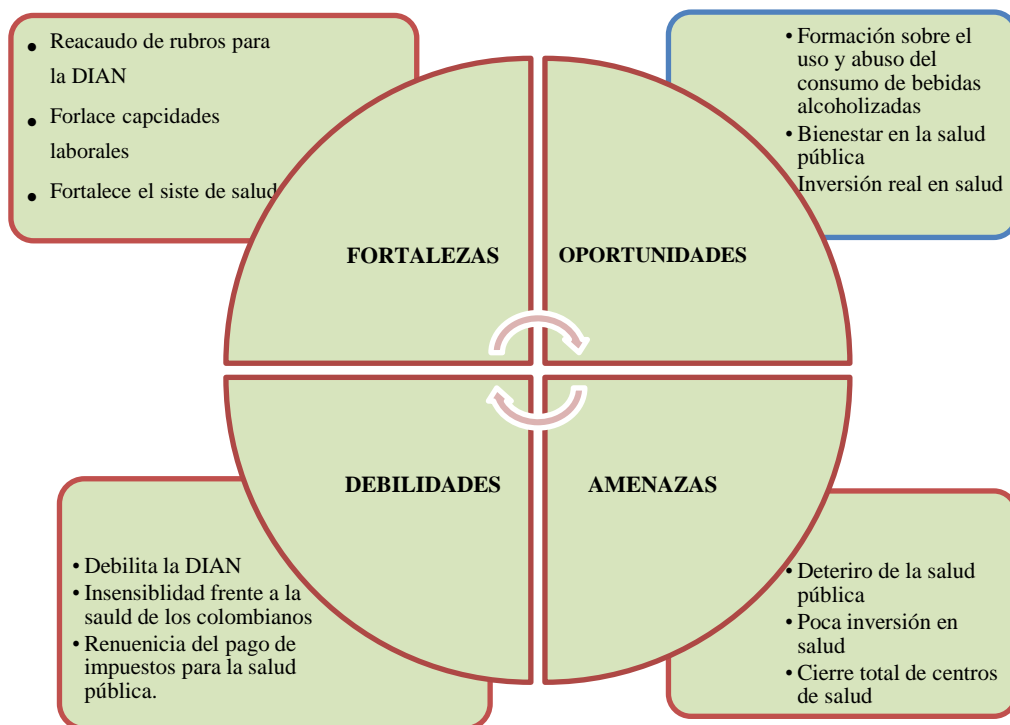 • Reacaudo de rubros para
la DIAN
• Forlace capcidades
laborales
• Fortalece el siste de salud
• Formación sobre el
uso y abuso del
consumo de bebidas
alcoholizadas
• Bienestar en la salud
pública
Inversión real en salud
FORTALEZAS
OPORTUNIDADES
DEBILIDADES
AMENAZAS
• Debilita la DIAN
• Insensiblidad frente a la
sauld de los colombianos
• Renuenicia del pago de
impuestos para la salud
pública.
• Deteriro de la salud
pública
• Poca inversión en
salud
• Cierre total de centros
de salud